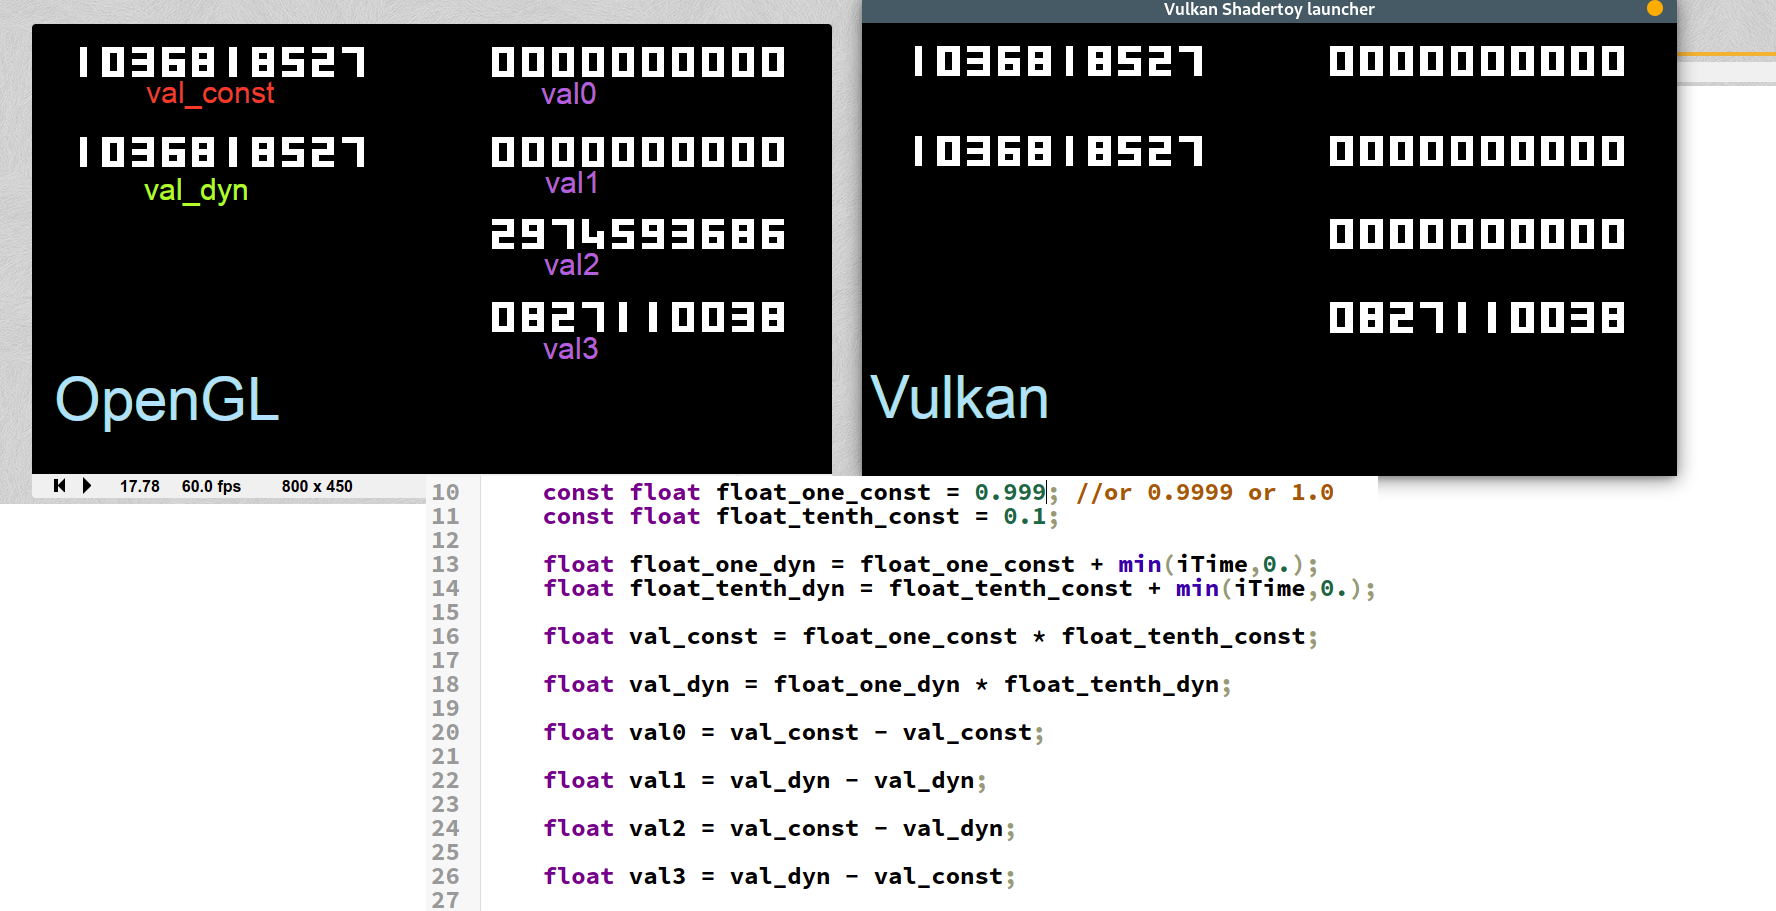 1036818527 0000000000
val_const val0
1036818527 0000000000
val_dyn val1
2974593686
val2
0827110038
val3
OpenGL
17.78 60.0 fps 800 x 450
Vulkan Shadertoy launcher
1036818527 0000000000
1036818527 0000000000
0000000000
0827110038
Vulkan
10 const float float_one_const = 0.999; //or 0.9999 or 1.0
11 const float float_tenth_const = 0.1;
12
13 float float_one_dyn = float_one_const + min(iTime,0.);
14 float float_tenth_dyn = float_tenth_const + min(iTime,0.);
15
16 float val_const = float_one_const * float_tenth_const;
17
18 float val_dyn = float_one_dyn * float_tenth_dyn;
19
20 float val0 = val_const - val_const;
21
22 float val1 = val_dyn - val_dyn;
23
24 float val2 = val_const - val_dyn;
25
26 float val3 = val_dyn - val_const;
27